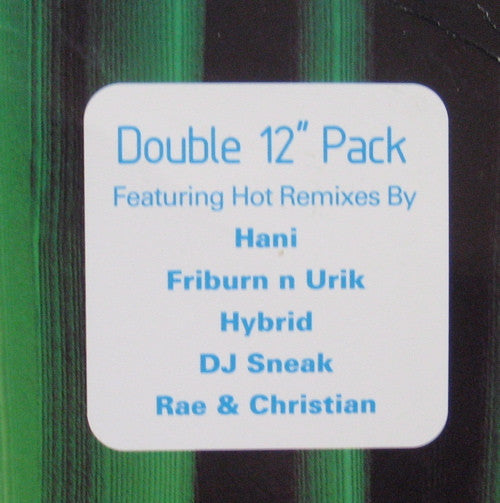 Double 12" Pack
Featuring Hot Remixes By
Hani
Friburn n Urik
Hybrid
DJ Sneak
Rae & Christian